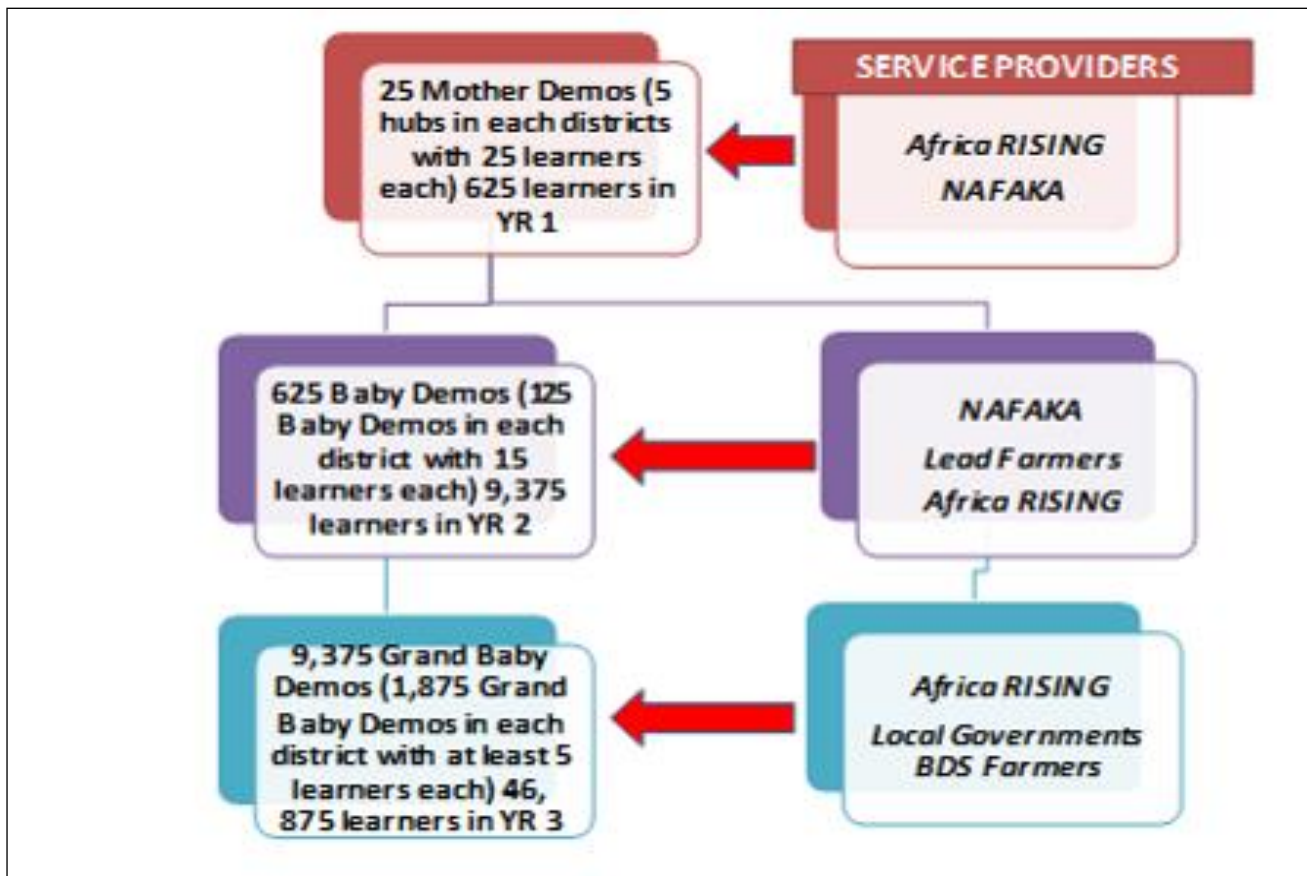 25 Mother Demos (5
hubs in each districts
with 25 learners
each) 625 learners in
YR 1
SERVICE PROVIDERS
Africa RISING
NAFAKA
625 Baby Demos (125
Baby Demos in each
district with 15
learners each) 9,375
learners in YR 2
NAFAKA
Lead Farmers
Africa RISING
9,375 Grand Baby
Demos (1,875 Grand
Baby Demos in each
district with at least 5
learners each) 46,
875 learners in YR 3
Africa RISING
Local Governments
BDS Farmers